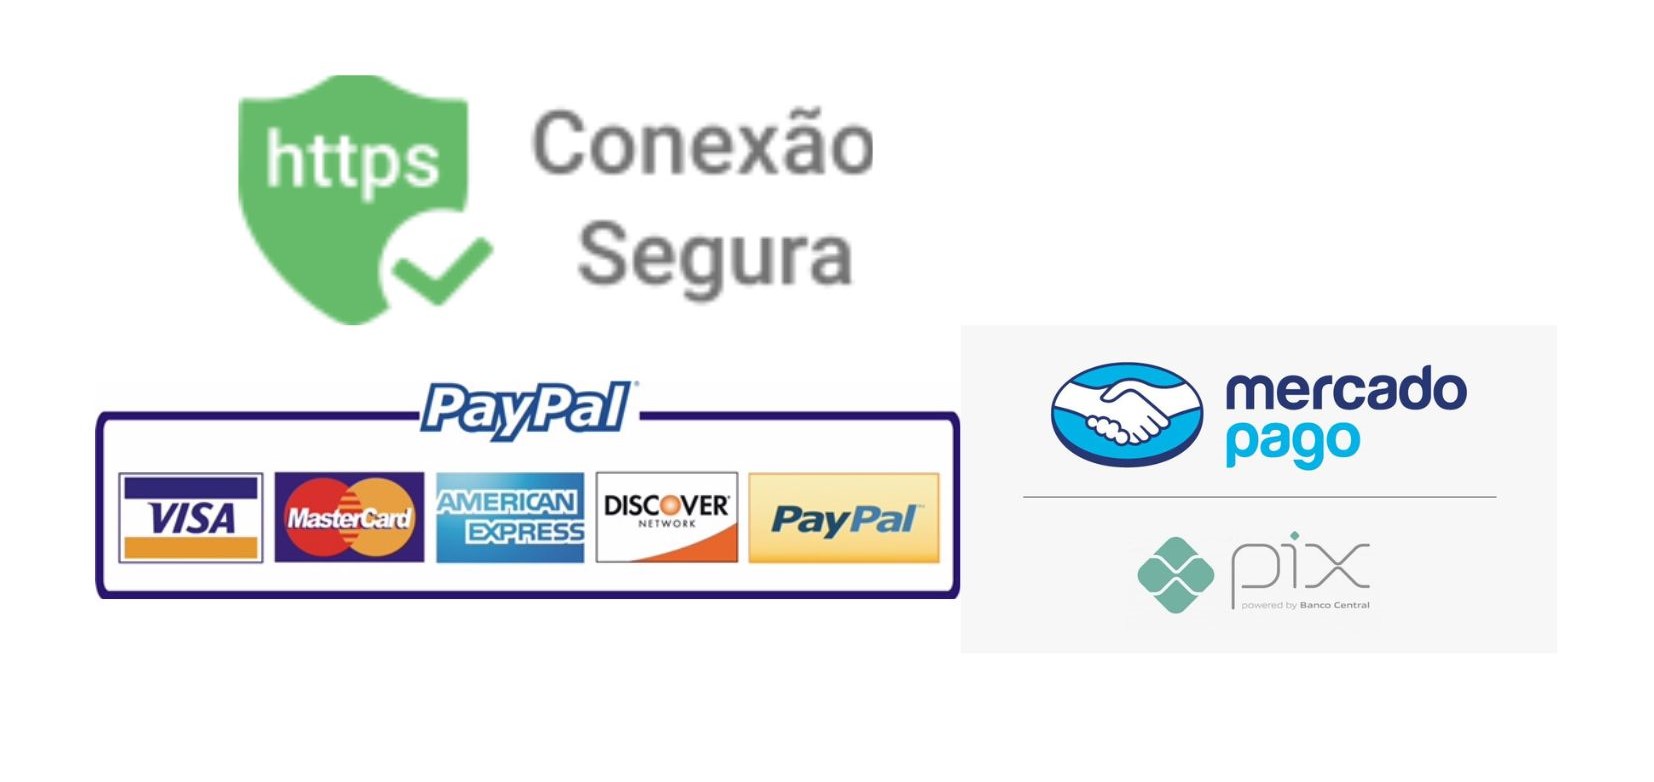 https
Conexão
Segura
PayPal
VISA
MasterCard
AMERICAN
EXPRESS
DISCOVER
NETWORK
PayPal
mercado
pago
pix
powered by Banco Central